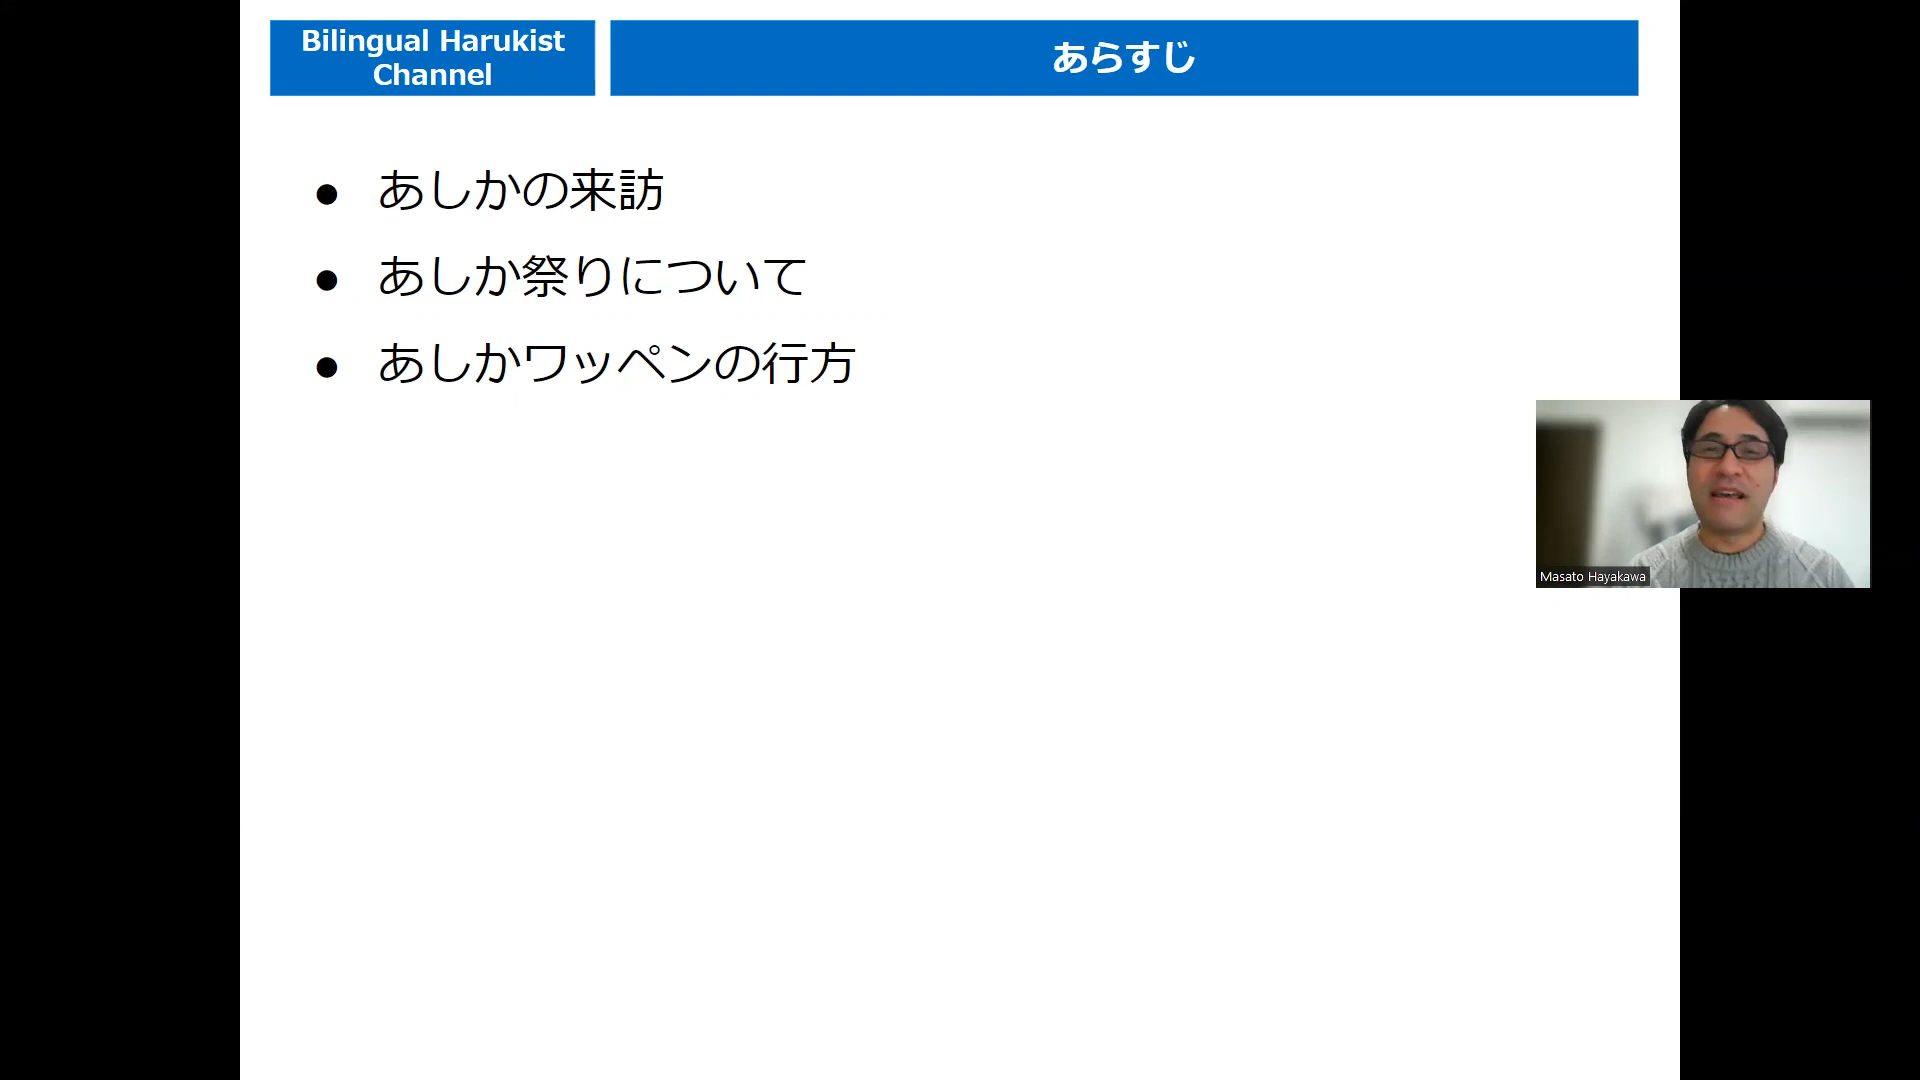 Bilingual Harukist
Channel
あらすじ
● あしかの来訪
● あしか祭りについて
● あしかワッペンの行方
Masato Hayakawa